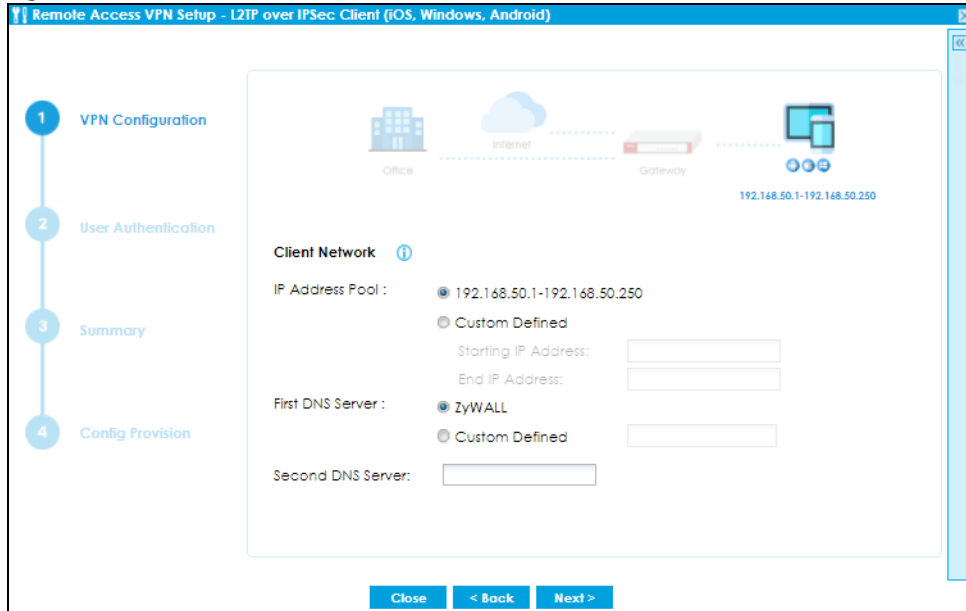 Remote Access VPN Setup - L2TP over IPSec Client (iOS, Windows, Android)
1 VPN Configuration
2 User Authentication
3 Summary
4 Config Provision
Office
Internet
Gateway
192.168.50.1-192.168.50.250
Client Network
IP Address Pool :
192.168.50.1-192.168.50.250
Custom Defined
Starting IP Address:
End IP Address:
First DNS Server :
ZyWALL
Custom Defined
Second DNS Server:
Close
< Back
Next >